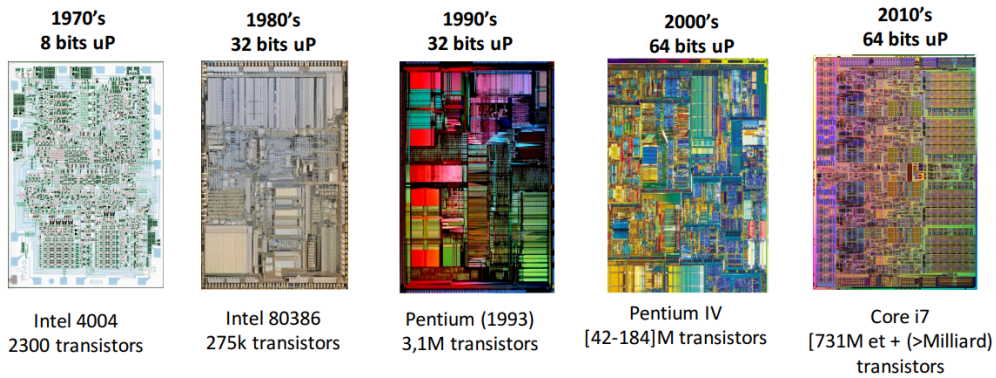 1970’s
8 bits uP
1980’s
32 bits uP
1990’s
32 bits uP
2000’s
64 bits uP
2010’s
64 bits uP
Intel 4004
2300 transistors
Intel 80386
275k transistors
Pentium (1993)
3,1M transistors
Pentium IV
[42-184]M transistors
Core i7
[731M et + (>Milliard)
transistors